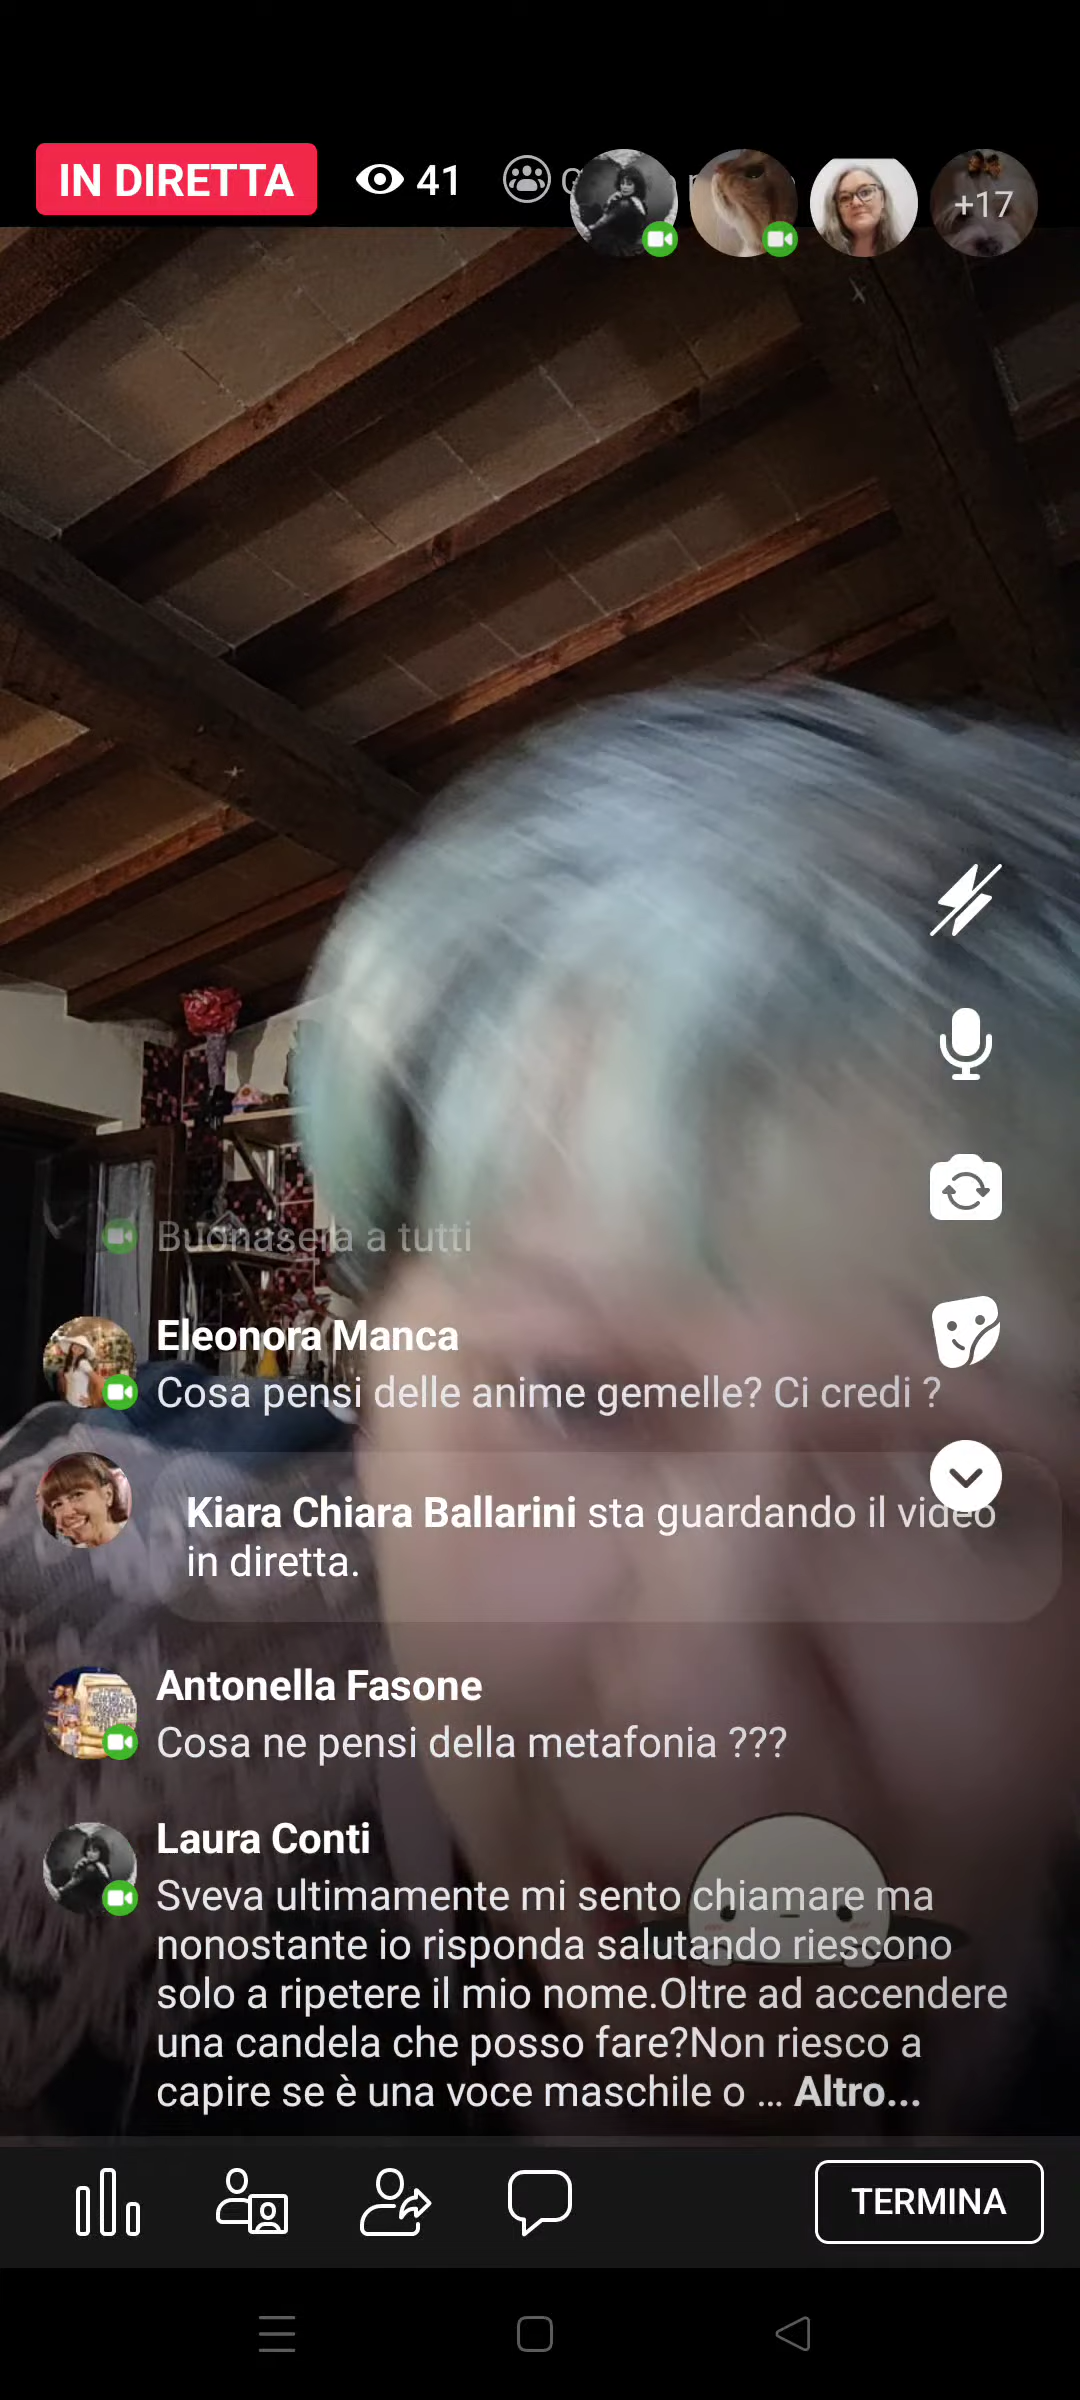 IN DIRETTA
41
+17
Buonasera a tutti
Eleonora Manca
Cosa pensi delle anime gemelle? Ci credi ?
Kiara Chiara Ballarini sta guardando il video
in diretta.
Antonella Fasone
Cosa ne pensi della metafonia ???
Laura Conti
Sveva ultimamente mi sento chiamare ma
nonostante io risponda salutando riescono
solo a ripetere il mio nome.Oltre ad accendere
una candela che posso fare?Non riesco a
capire se è una voce maschile o ... Altro...
TERMINA